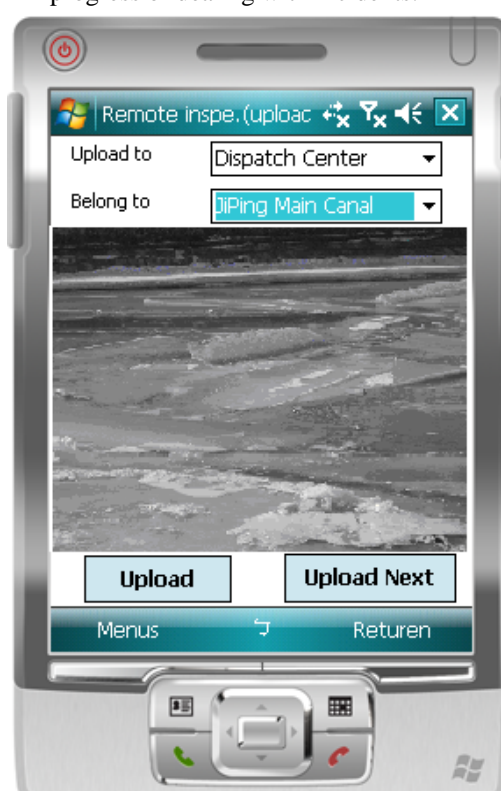 Remote inspe.(uploac
Upload to Dispatch Center
Belong to JiPing Main Canal
Upload Upload Next
Menus Returen